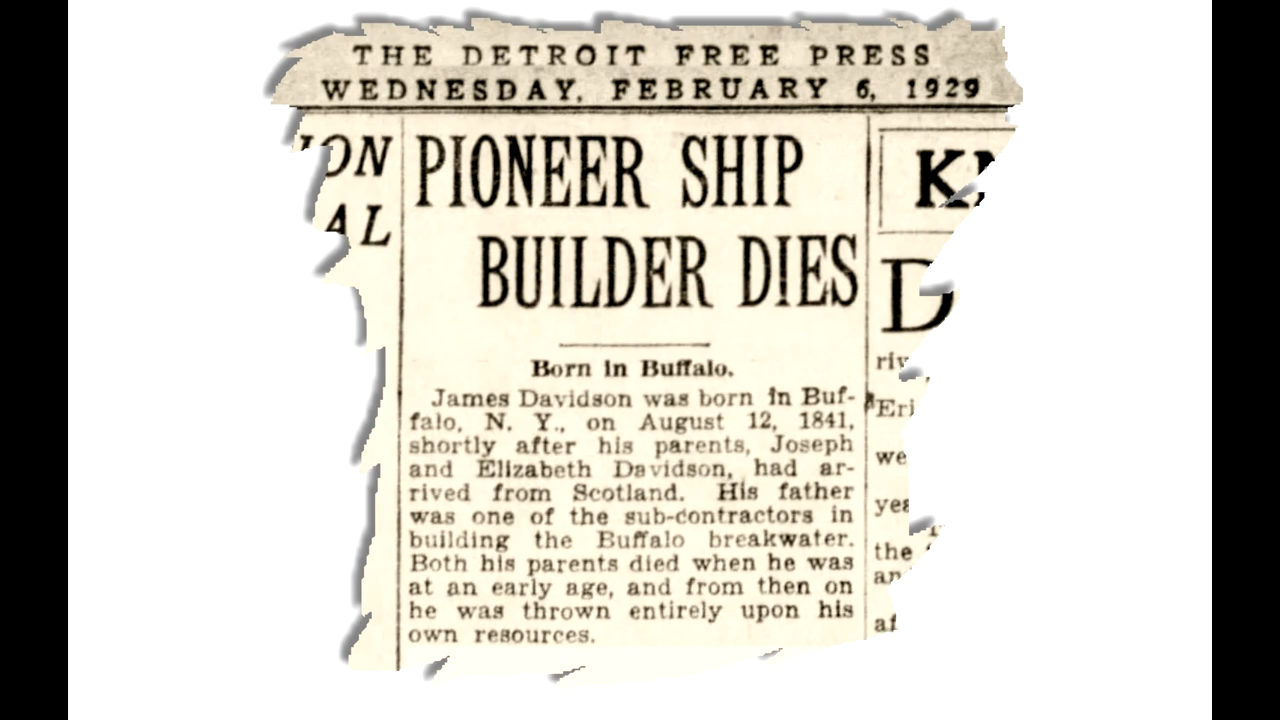 THE DETROIT FREE PRESS
WEDNESDAY, FEBRUARY 6, 1929
AL
PIONEER SHIP
BUILDER DIES
Born in Buffalo.
James Davidson was born in Buf-
falo, N. Y., on August 12, 1841,
shortly after his parents, Joseph
and Elizabeth Davidson, had ar-
rived from Scotland. His father
was one of the sub-contractors in
building the Buffalo breakwater.
Both his parents died when he was
at an early age, and from then on
he was thrown entirely upon his
own resources.
D
we
the